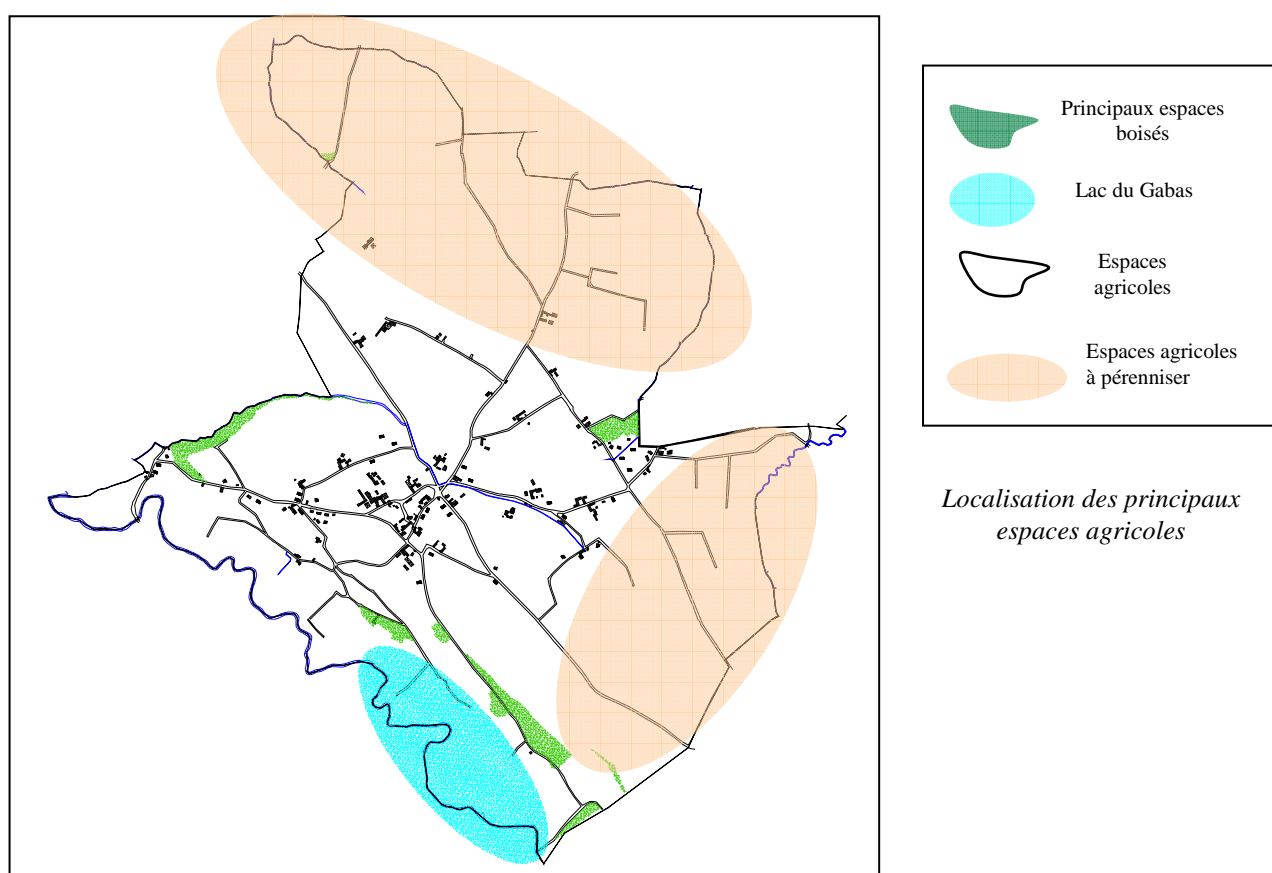 Principaux espaces
boisés
Lac du Gabas
Espaces
agricoles
Espaces agricoles
à pérenniser
Localisation des principaux
espaces agricoles